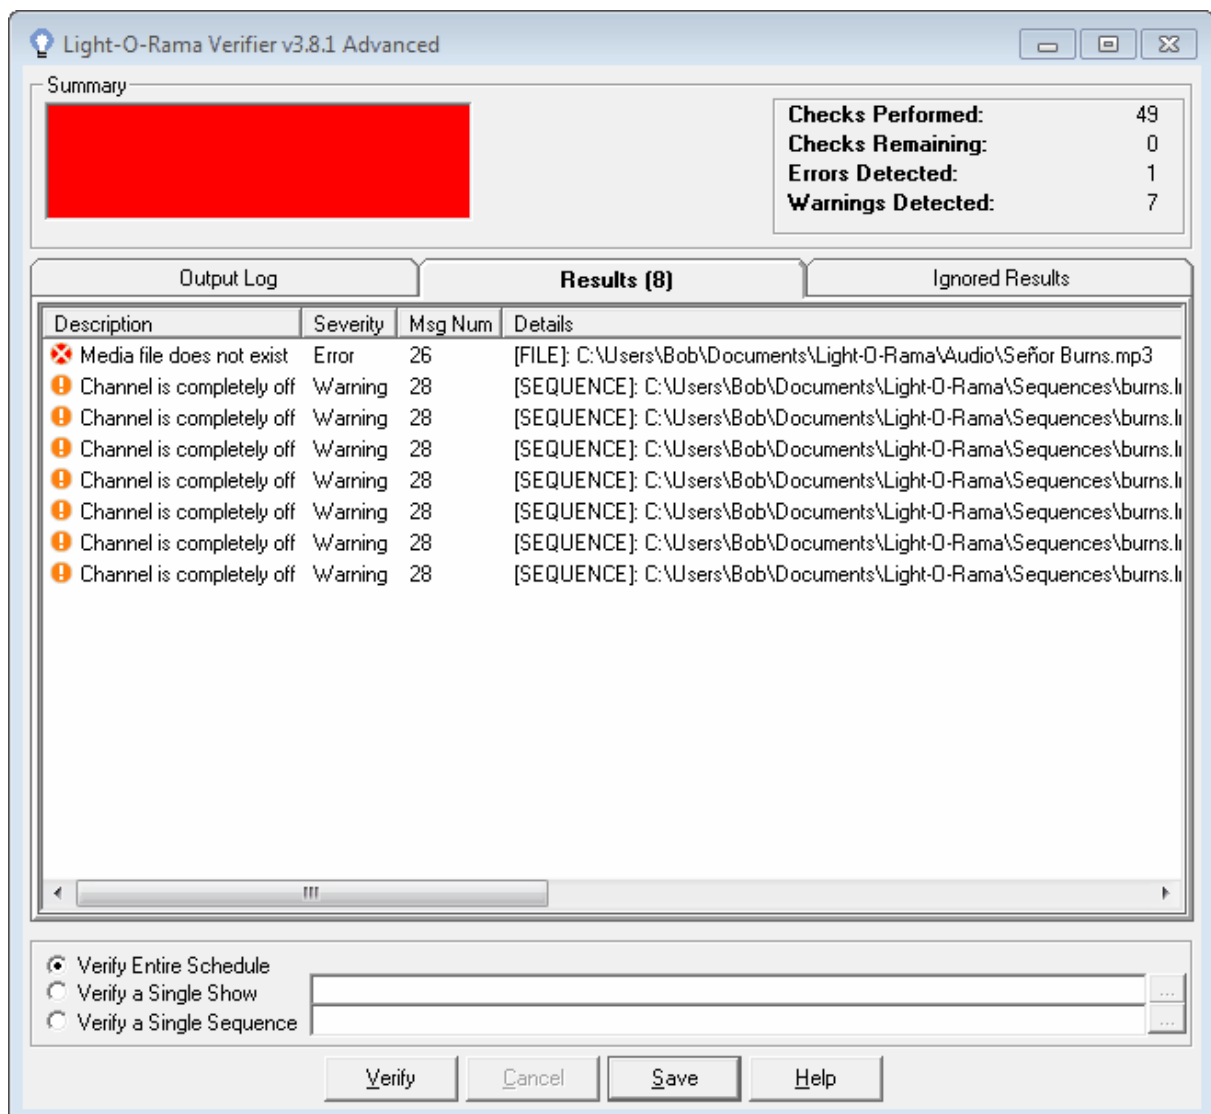 Light-O-Rama Verifier v3.8.1 Advanced
Summary
Checks Performed: 49
Checks Remaining: 0
Errors Detected: 1
Warnings Detected: 7
Output Log Results (8) Ignored Results
Description Severity Msg Num Details
Media file does not exist Error 26 [FILE]: C:\Users\Bob\Documents\Light-O-Rama\Audio\Señor Burns.mp3
Channel is completely off Warning 28 [SEQUENCE]: C:\Users\Bob\Documents\Light-O-Rama\Sequences\burns.l
Channel is completely off Warning 28 [SEQUENCE]: C:\Users\Bob\Documents\Light-O-Rama\Sequences\burns.l
Channel is completely off Warning 28 [SEQUENCE]: C:\Users\Bob\Documents\Light-O-Rama\Sequences\burns.l
Channel is completely off Warning 28 [SEQUENCE]: C:\Users\Bob\Documents\Light-O-Rama\Sequences\burns.l
Channel is completely off Warning 28 [SEQUENCE]: C:\Users\Bob\Documents\Light-O-Rama\Sequences\burns.l
Channel is completely off Warning 28 [SEQUENCE]: C:\Users\Bob\Documents\Light-O-Rama\Sequences\burns.l
Channel is completely off Warning 28 [SEQUENCE]: C:\Users\Bob\Documents\Light-O-Rama\Sequences\burns.l
Verify Entire Schedule
Verify a Single Show ...
Verify a Single Sequence ...
Verify Cancel Save Help